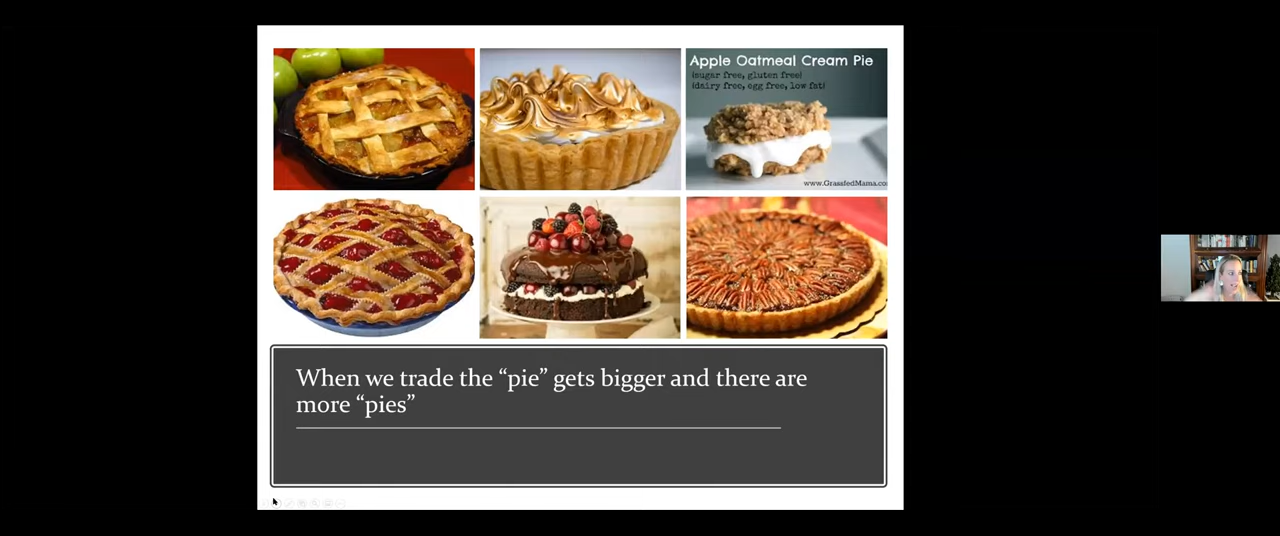 Apple Oatmeal Cream Pie
(sugar free, gluten free)
(dairy free, egg free, low fat)
www.GrassfedMama.co
When we trade the “pie” gets bigger and there are
more “pies”